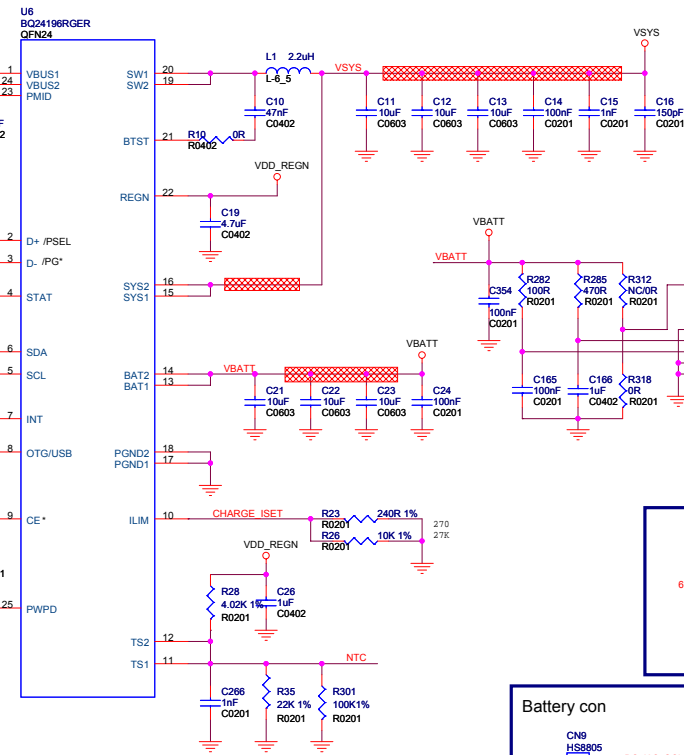 U6
BQ24196RGER
QFN24
1 VBUS1
24 VBUS2
23 PMID
2 D+ /PSEL
3 D- /PG*
4 STAT
6 SDA
5 SCL
7 INT
8 OTG/USB
9 CE*
25 PWPD
SW1 20
SW2 19
BTST 21
REGN 22
SYS2 16
SYS1 15
BAT2 14
BAT1 13
PGND2 18
PGND1 17
ILIM 10
TS2 12
TS1 11
L1 2.2uH
L-6_5
VSYS
VSYS
C10
47nF
C0402
R10 0R
R0402
VDD_REGN
C19
4.7uF
C0402
C11
10uF
C0603
C12
10uF
C0603
C13
10uF
C0603
C14
100nF
C0201
C15
1nF
C0201
C16
150pF
C0201
VBATT
VBATT
C354
100nF
C0201
R282
100R
R0201
R285
470R
R0201
R312
NC/0R
R0201
C165
100nF
C0201
C166
1uF
C0402
R318
0R
R0201
VBATT
VBATT
C21
10uF
C0603
C22
10uF
C0603
C23
10uF
C0603
C24
100nF
C0201
CHARGE_ISET
R23 240R 1%
R0201
R26 10K 1%
R0201
270
27K
VDD_REGN
R28
4.02K 1%
R0201
C26
1uF
C0402
NTC
C266
1nF
C0201
R35
22K 1%
R0201
R301
100K1%
R0201
6
Battery con
CN9
HS8805